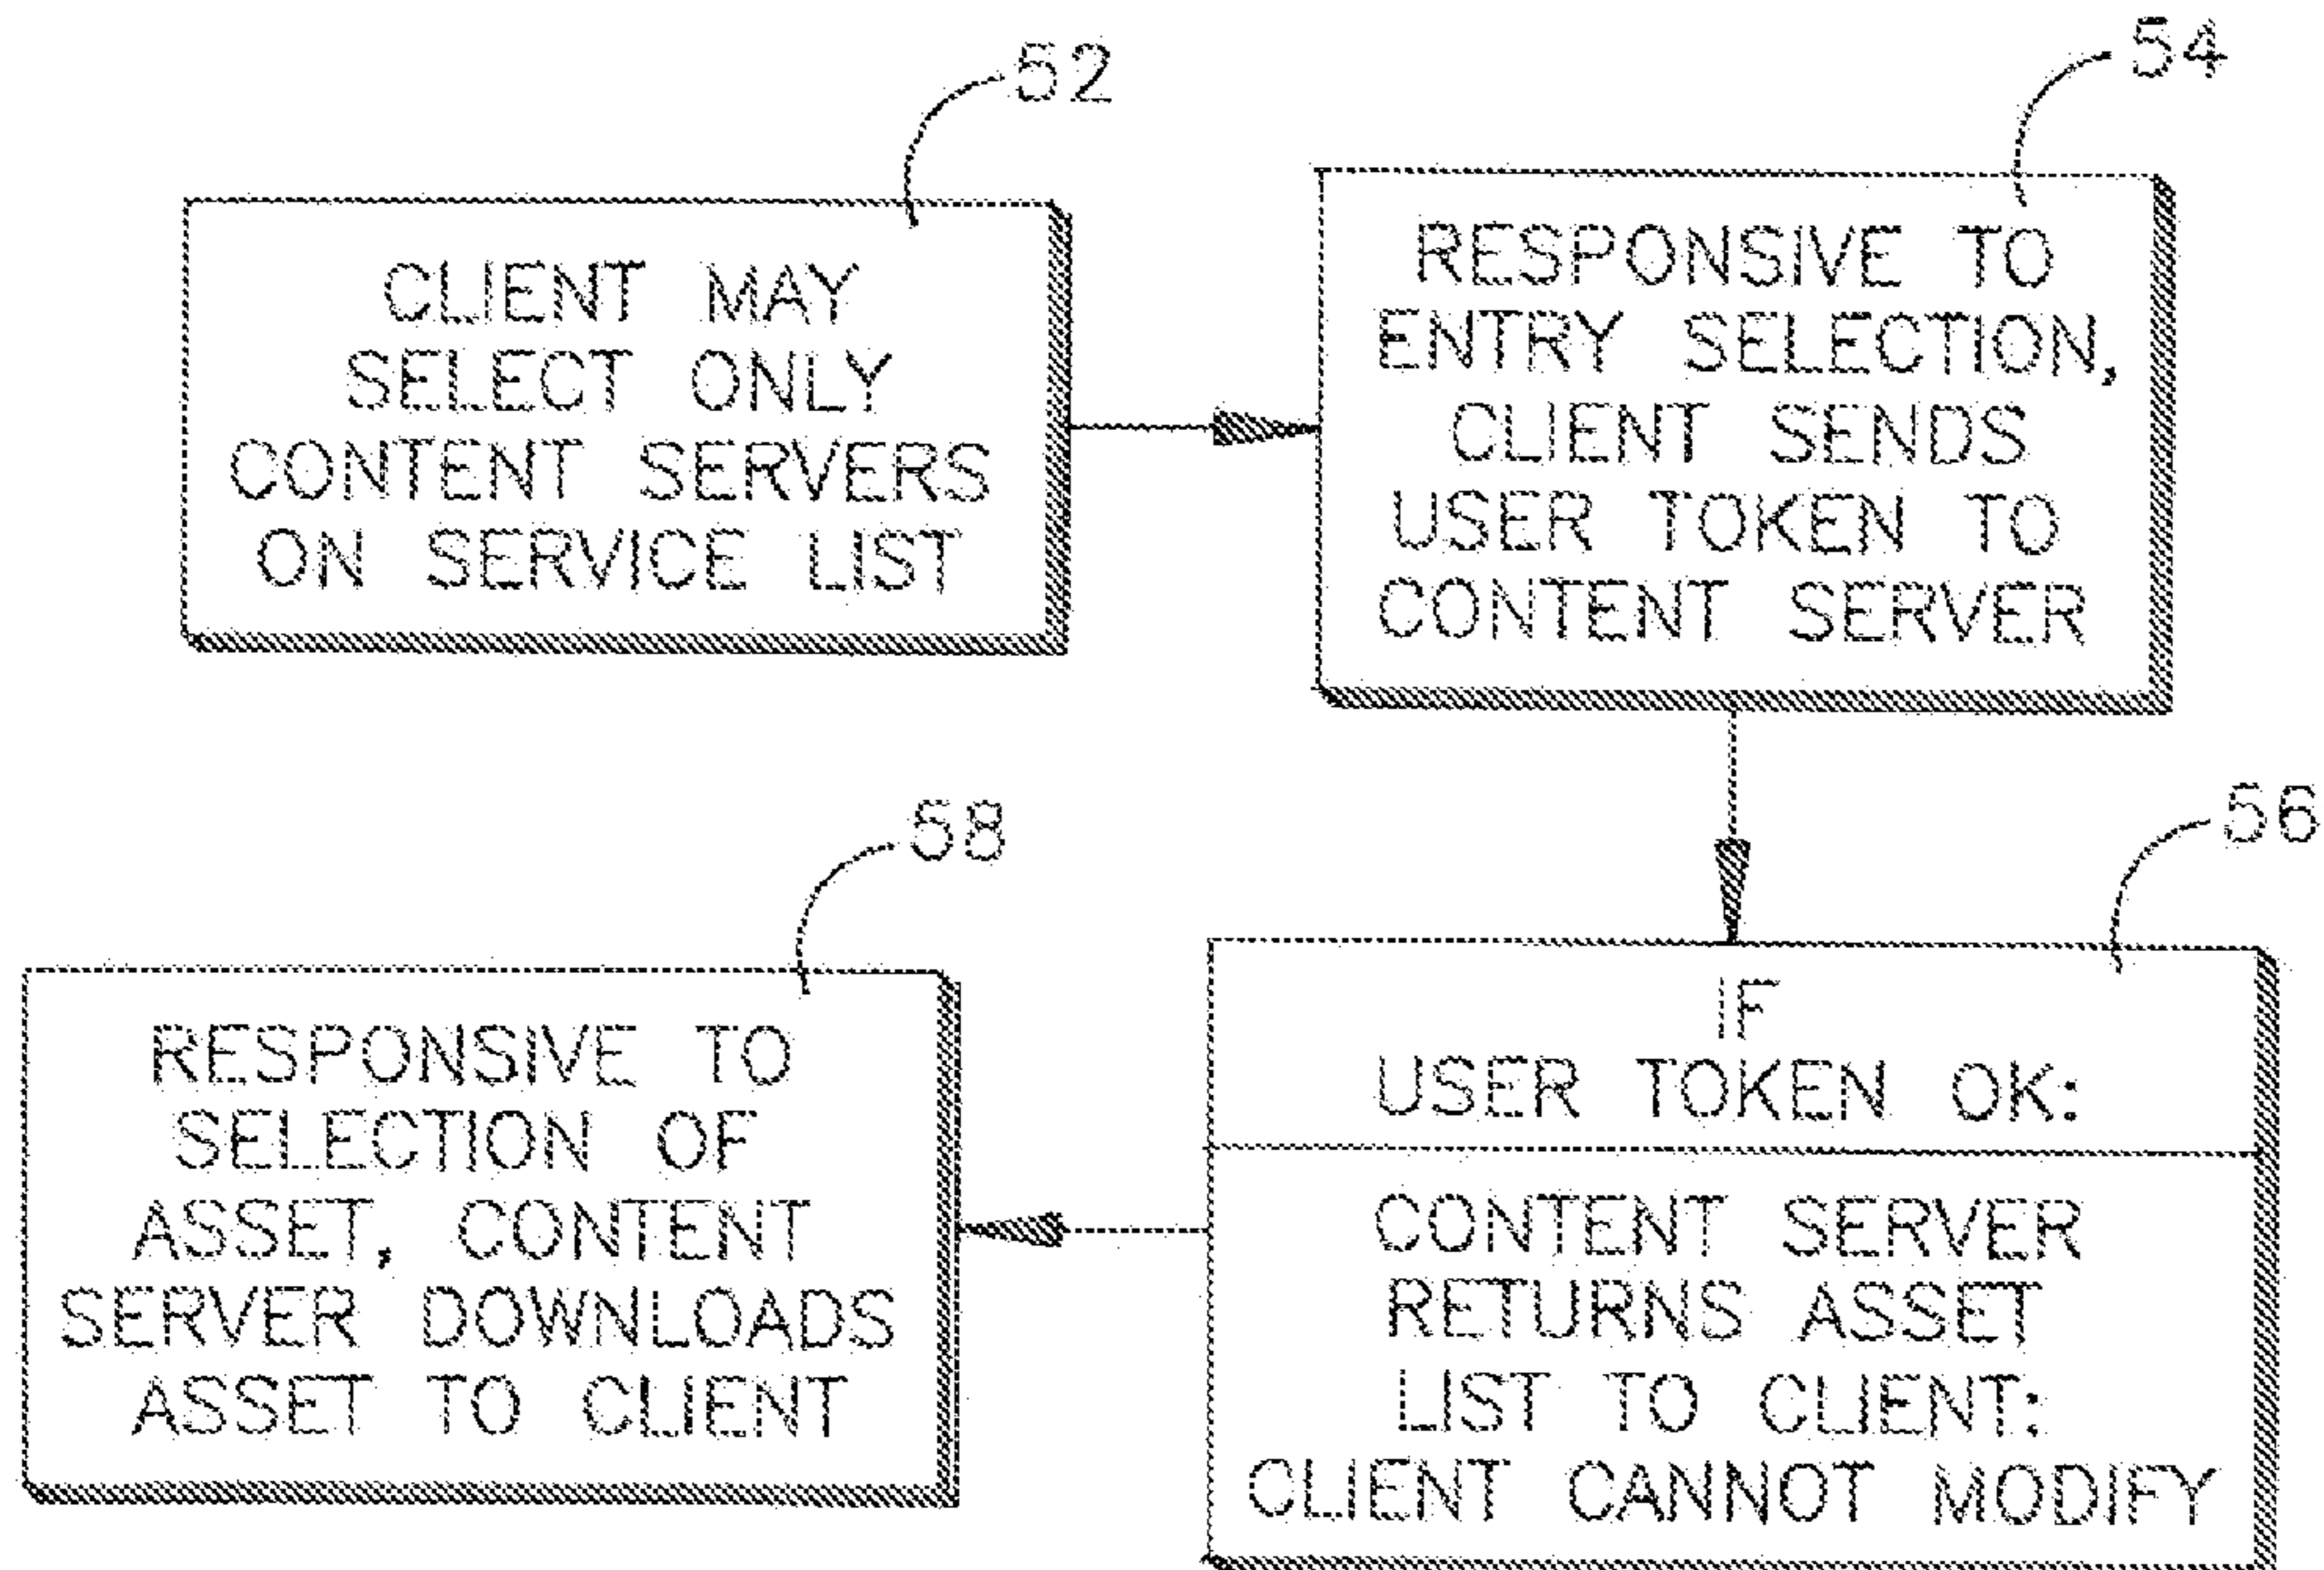 52
CLIENT MAY
SELECT ONLY
CONTENT SERVERS
ON SERVICE LIST
54
RESPONSIVE TO
ENTRY SELECTION,
CLIENT SENDS
USER TOKEN TO
CONTENT SERVER
56
IF
USER TOKEN OK:
CONTENT SERVER
RETURNS ASSET
LIST TO CLIENT:
CLIENT CANNOT MODIFY
58
RESPONSIVE TO
SELECTION OF
ASSET, CONTENT
SERVER DOWNLOADS
ASSET TO CLIENT